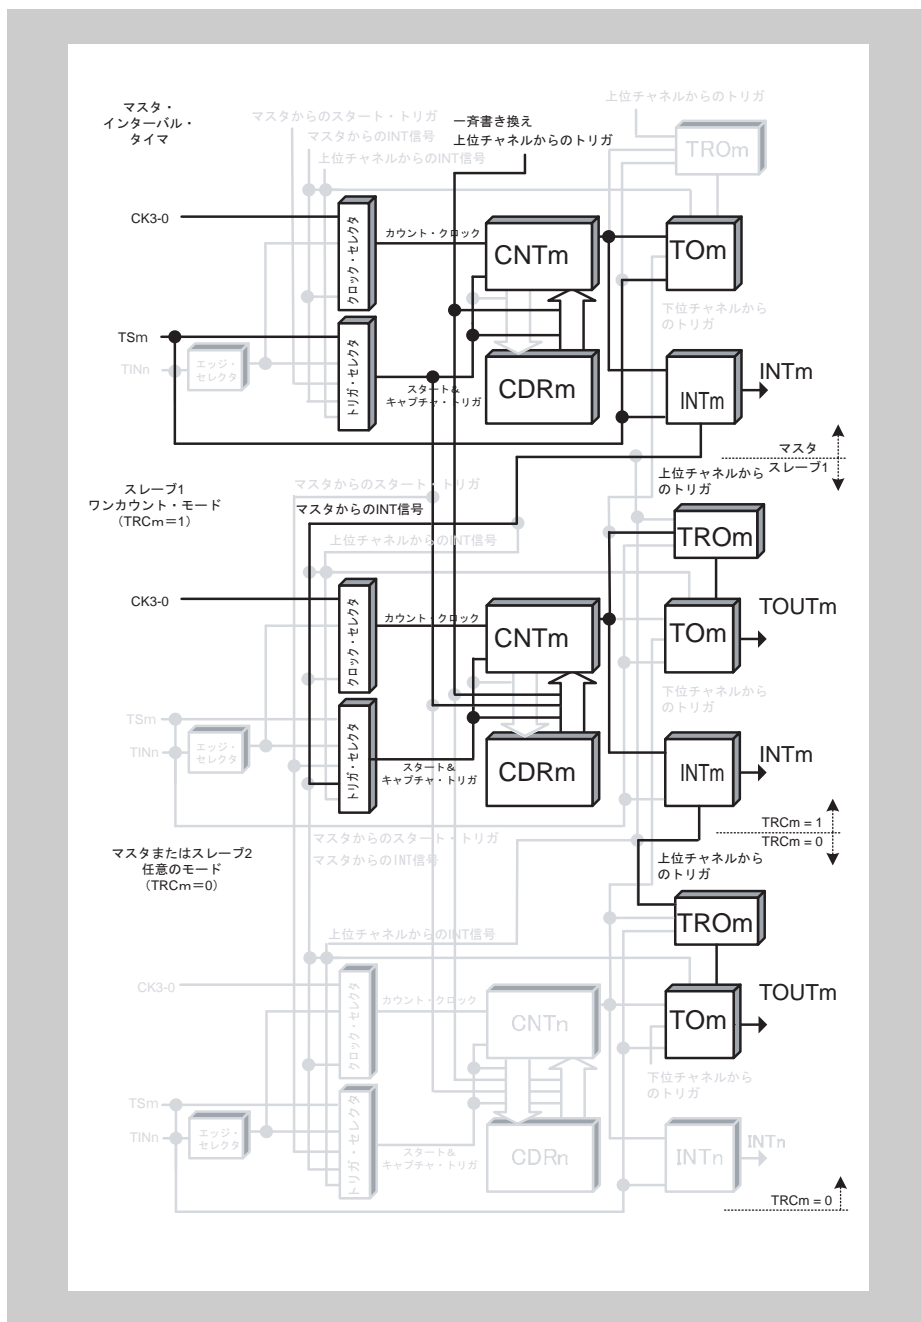 マスタ・
インターバル・
タイマ
マスタからのスタート・トリガ
マスタからのINT信号
上位チャネルからのINT信号
一斉書き換え
上位チャネルからのトリガ
上位チャネルからのトリガ
TROm
CK3-0
クロック・セレクタ
カウント・クロック
CNTm
TOm
下位チャネルから
のトリガ
TSm
TINn
エッジ・
セレクタ
トリガ・セレクタ
スタート&
キャプチャ・トリガ
CDRm
INTm
INTm
マスタ
スレーブ1
スレーブ1
ワンカウント・モード
(TRCm=1)
マスタからのスタート・トリガ
マスタからのINT信号
上位チャネルからのINT信号
上位チャネルから
のトリガ
TROm
CK3-0
クロック・セレクタ
カウント・クロック
CNTm
TOm
TOUTm
下位チャネルから
のトリガ
TSm
TINn
エッジ・
セレクタ
トリガ・セレクタ
スタート&
キャプチャ・トリガ
CDRm
INTm
INTm
TRCm = 1
TRCm = 0
マスタまたはスレーブ2
任意のモード
(TRCm=0)
マスタからのスタート・トリガ
マスタからのINT信号
上位チャネルからのINT信号
上位チャネルから
のトリガ
TROm
CK3-0
クロック・セレクタ
カウント・クロック
CNTn
TOm
TOUTm
下位チャネルから
のトリガ
TSm
TINn
エッジ・
セレクタ
トリガ・セレクタ
スタート&
キャプチャ・トリガ
CDRn
INTn
INTn
TRCm = 0